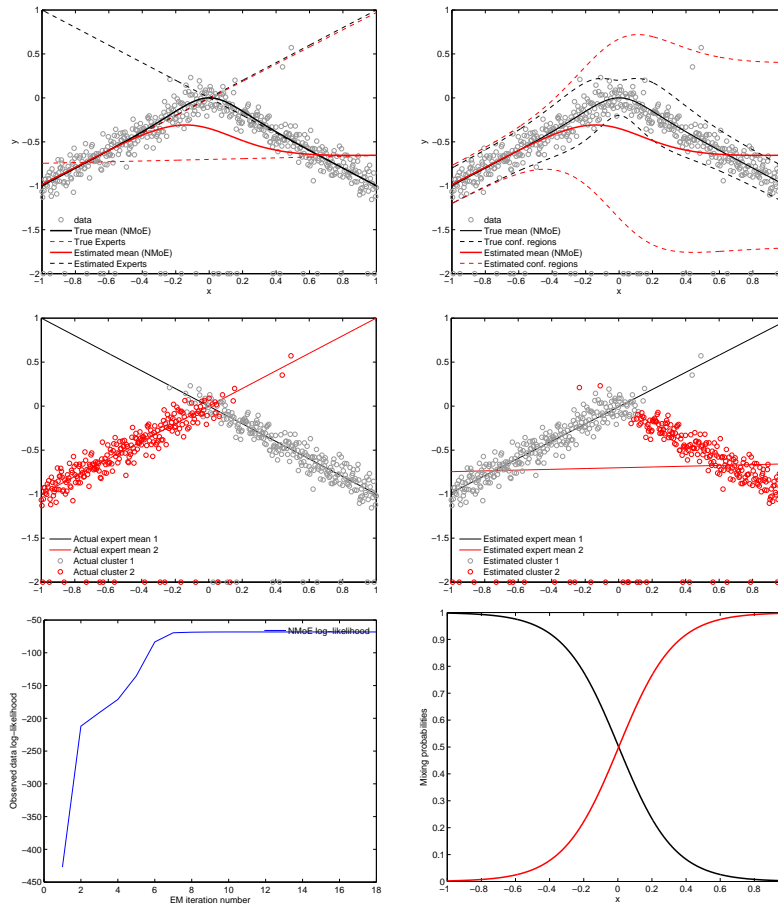 1
0.5
0
−0.5
−1
−1.5
−2
y
data
True mean (NMoE)
True Experts
Estimated mean (NMoE)
Estimated Experts
−1 −0.8 −0.6 −0.4 −0.2 0 0.2 0.4 0.6 0.8 1
x
1
0.5
0
−0.5
−1
−1.5
−2
y
data
True mean (NMoE)
True conf. regions
Estimated mean (NMoE)
Estimated conf. regions
−1 −0.8 −0.6 −0.4 −0.2 0 0.2 0.4 0.6 0.8
x
1
0.5
0
−0.5
−1
−1.5
−2
Actual expert mean 1
Actual expert mean 2
Actual cluster 1
Actual cluster 2
−1 −0.8 −0.6 −0.4 −0.2 0 0.2 0.4 0.6 0.8 1
1
0.5
0
−0.5
−1
−1.5
−2
Estimated expert mean 1
Estimated expert mean 2
Estimated cluster 1
Estimated cluster 2
−1 −0.8 −0.6 −0.4 −0.2 0 0.2 0.4 0.6 0.8
−50
−100
−150
−200
−250
−300
−350
−400
−450
Observed data log−likelihood
NMoE log−likelihood
0 2 4 6 8 10 12 14 16 18
EM iteration number
1
0.9
0.8
0.7
0.6
0.5
0.4
0.3
0.2
0.1
0
Mixing probabilities
−1 −0.8 −0.6 −0.4 −0.2 0 0.2 0.4 0.6 0.8
x